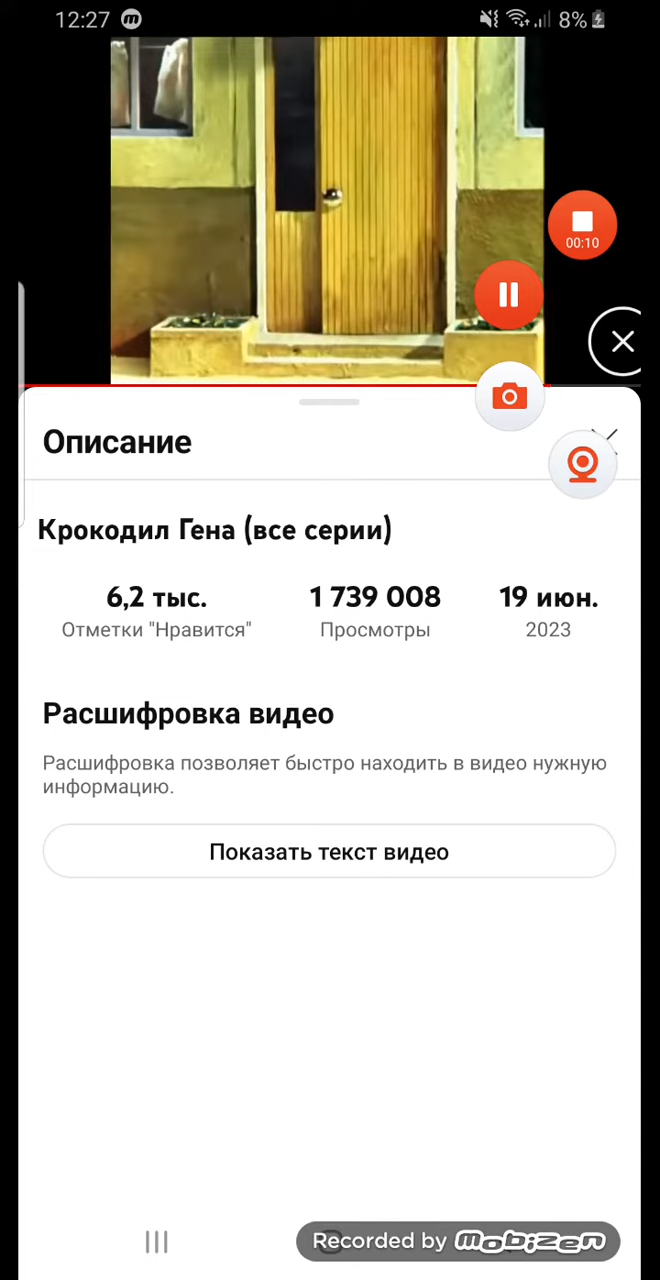 12:27
8%
00:10
Описание
Крокодил Гена (все серии)
6,2 тыс.
1 739 008
19 июн.
Отметки "Нравится"
Просмотры
2023
Расшифровка видео
Расшифровка позволяет быстро находить в видео нужную
информацию.
Показать текст видео
Recorded by mobizen